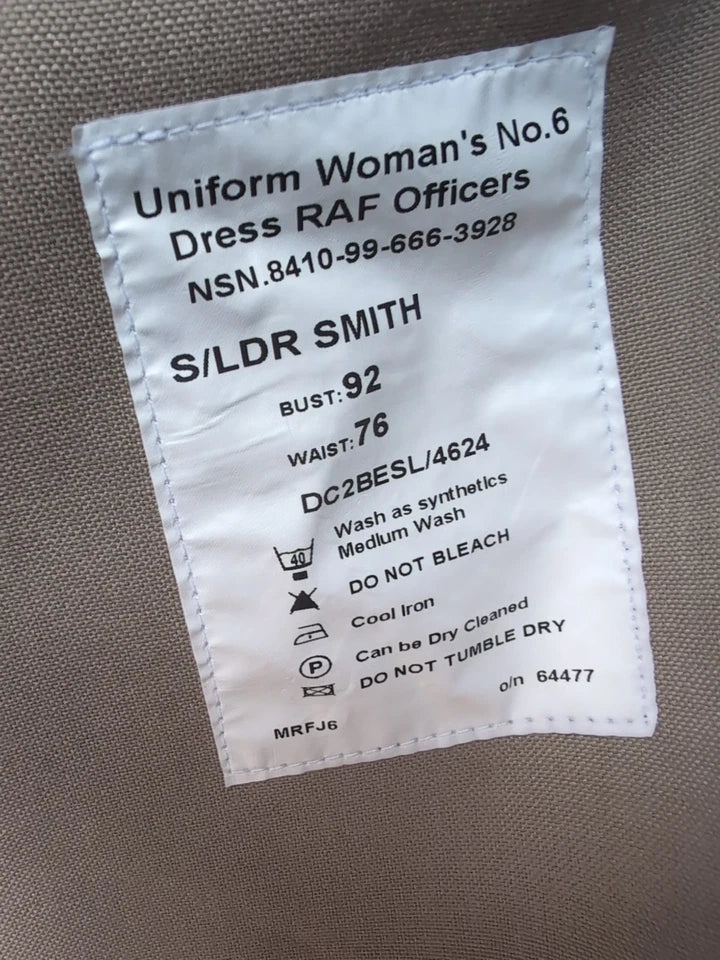 Uniform Woman's No.6
Dress RAF Officers
NSN.8410-99-666-3928
S/LDR SMITH
BUST:92
WAIST:76
DC2BESL/4624
40
Wash as synthetics
Medium Wash
DO NOT BLEACH
Cool Iron
P
Can be Dry Cleaned
DO NOT TUMBLE DRY
o/n 64477
MRFJ6